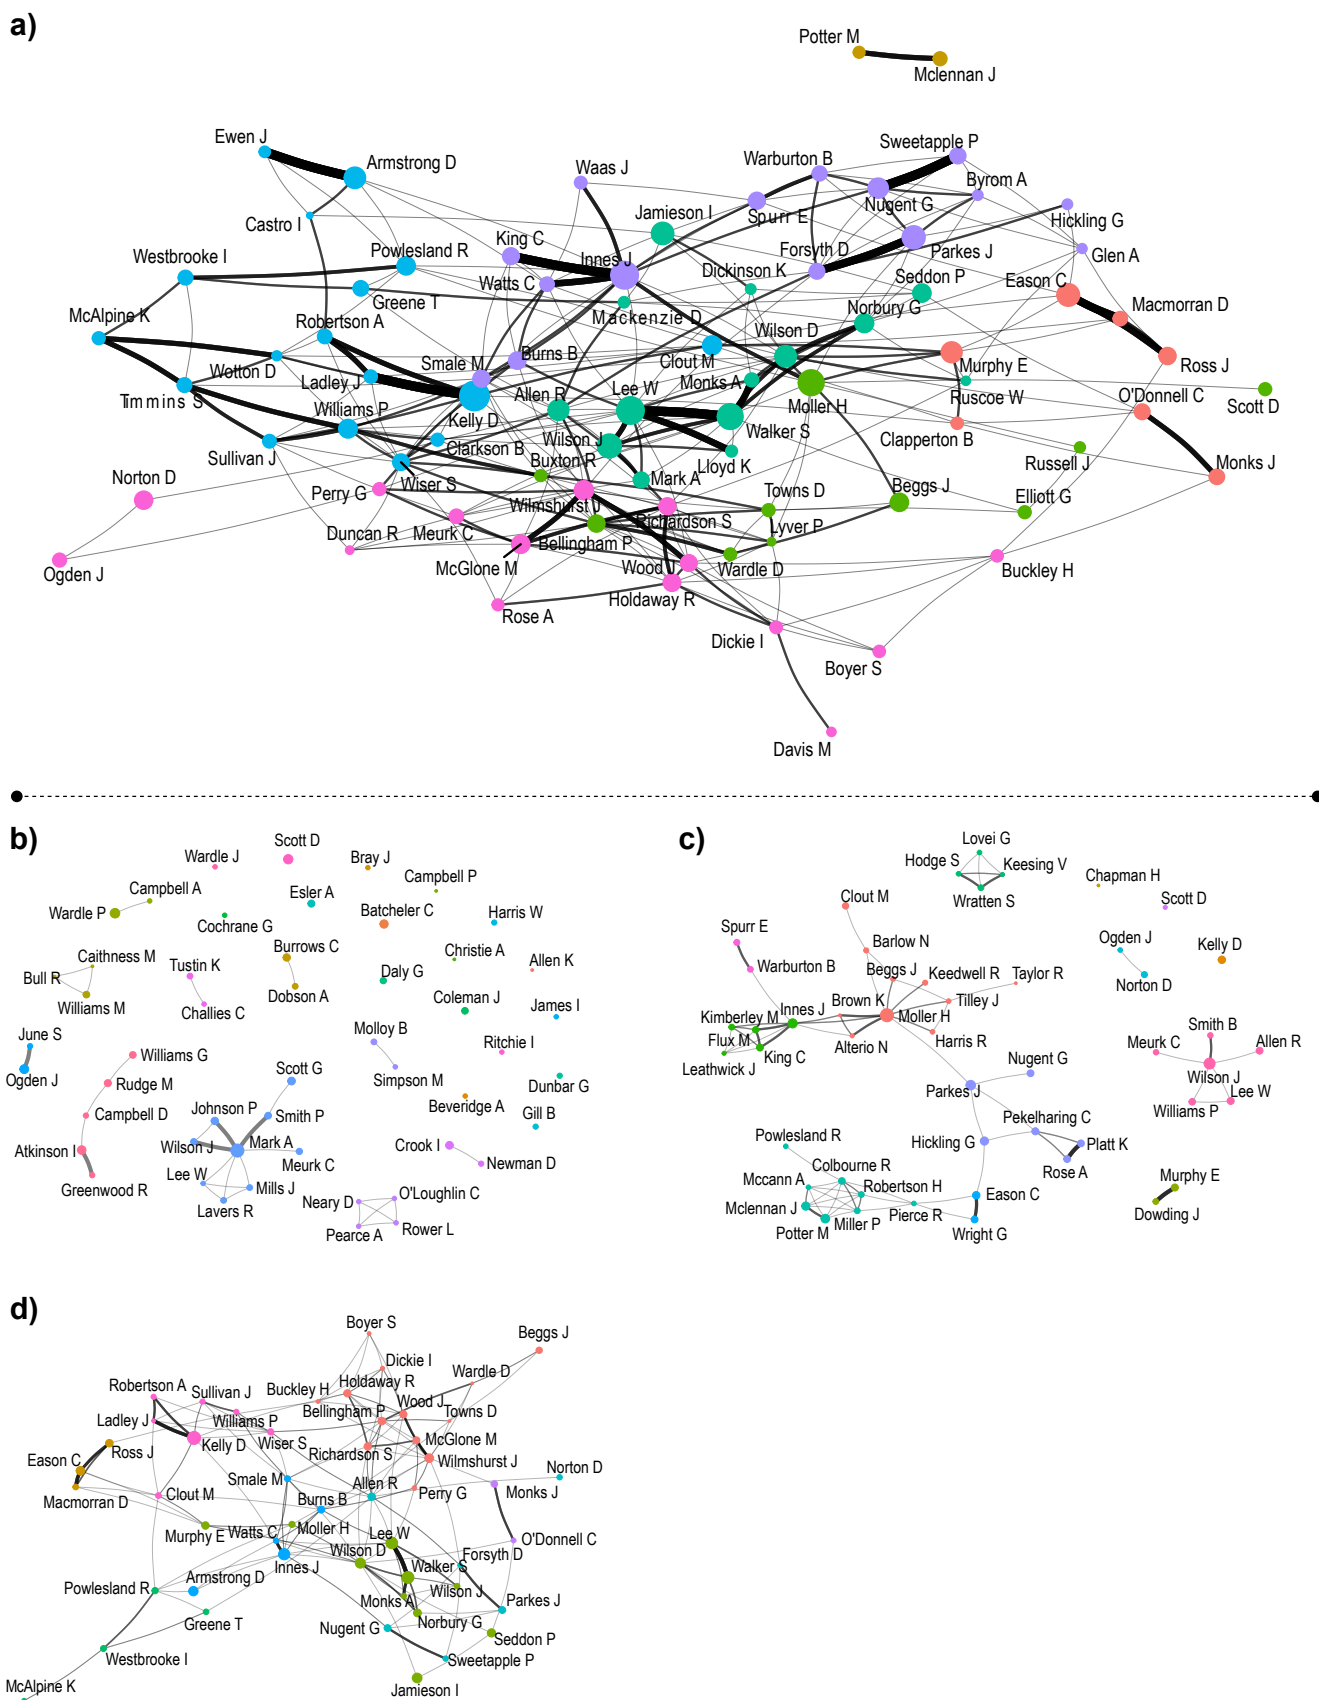 a)
Potter M
Mclennan J
Ewen J
Armstrong D
Waas J
Warburton B
Sweetapple P
Byrom A
Nugent G
Castro I
Jamieson I
Spurr E
Hickling G
King C
Innes J
Forsyth D
Parkes J
Glen A
Westbrooke I
Powlesland R
Watts C
Dickinson K
Seddon P
Eason C
Greene T
Mackenzie D
Norbury G
Macmorran D
McAlpine K
Robertson A
Wilson D
Smale M
Burns B
Clout M
Murphy E
Ross J
Wotton D
Ladley J
Monks A
Ruscoe W
O'Donnell C
Timmins S
Williams P
Kelly D
Allen R
Lee W
Moller H
Scott D
Clapperton B
Sullivan J
Clarkson B
Wilson J
Walker S
Buxton R
Lloyd K
Russell J
Monks J
Norton D
Perry G
Wiser S
Mark A
Towns D
Beggs J
Elliott G
Wilmshurst J
Richardson S
Duncan R
Meurk C
Bellingham P
Lyver P
McGlone M
Wood J
Wardle D
Ogden J
Buckley H
Rose A
Holdaway R
Dickie I
Boyer S
Davis M
b)
Wardle J
Scott D
Bray J
Campbell A
Campbell P
Esler A
Wardle P
Batcheler C
Harris W
Cochrane G
Burrows C
Christie A
Caithness M
Tustin K
Allen K
Bull R
Daly G
Williams M
Dobson A
Challies C
Coleman J
James I
June S
Molloy B
Williams G
Ritchie I
Ogden J
Scott G
Simpson M
Rudge M
Dunbar G
Johnson P
Smith P
Beveridge A
Campbell D
Gill B
Atkinson I
Wilson J
Mark A
Crook I
Meurk C
Newman D
Lee W
Greenwood R
Mills J
Neary D
O'Loughlin C
Lavers R
Pearce A
Rower L
c)
Lovei G
Hodge S
Keesing V
Chapman H
Wratten S
Clout M
Scott D
Spurr E
Barlow N
Ogden J
Kelly D
Warburton B
Beggs J
Keedwell R
Taylor R
Norton D
Innes J
Brown K
Tilley J
Kimberley M
Moller H
Flux M
Harris R
Smith B
King C
Alterio N
Meurk C
Allen R
Leathwick J
Nugent G
Wilson J
Parkes J
Lee W
Williams P
Pekelharing C
Powlesland R
Hickling G
Platt K
Colbourne R
Rose A
Mccann A
Robertson H
Murphy E
Mclennan J
Eason C
Miller P
Pierce R
Dowding J
Potter M
Wright G
d)
Boyer S
Beggs J
Dickie I
Wardle D
Robertson A
Sullivan J
Buckley H
Holdaway R
Wood J
Ladley J
Williams P
Bellingham P
Towns D
Kelly D
Wiser S
McGlone M
Ross J
Richardson S
Eason C
Wilmshurst J
Smale M
Allen R
Norton D
Macmorran D
Clout M
Burns B
Perry G
Monks J
Murphy E
Watts C
Moller H
Lee W
O'Donnell C
Wilson D
Forsyth D
Innes J
Walker S
Powlesland R
Armstrong D
Wilson J
Monks A
Parkes J
Greene T
Nugent G
Norbury G
Seddon P
Westbrooke I
Sweetapple P
McAlpine K
Jamieson I